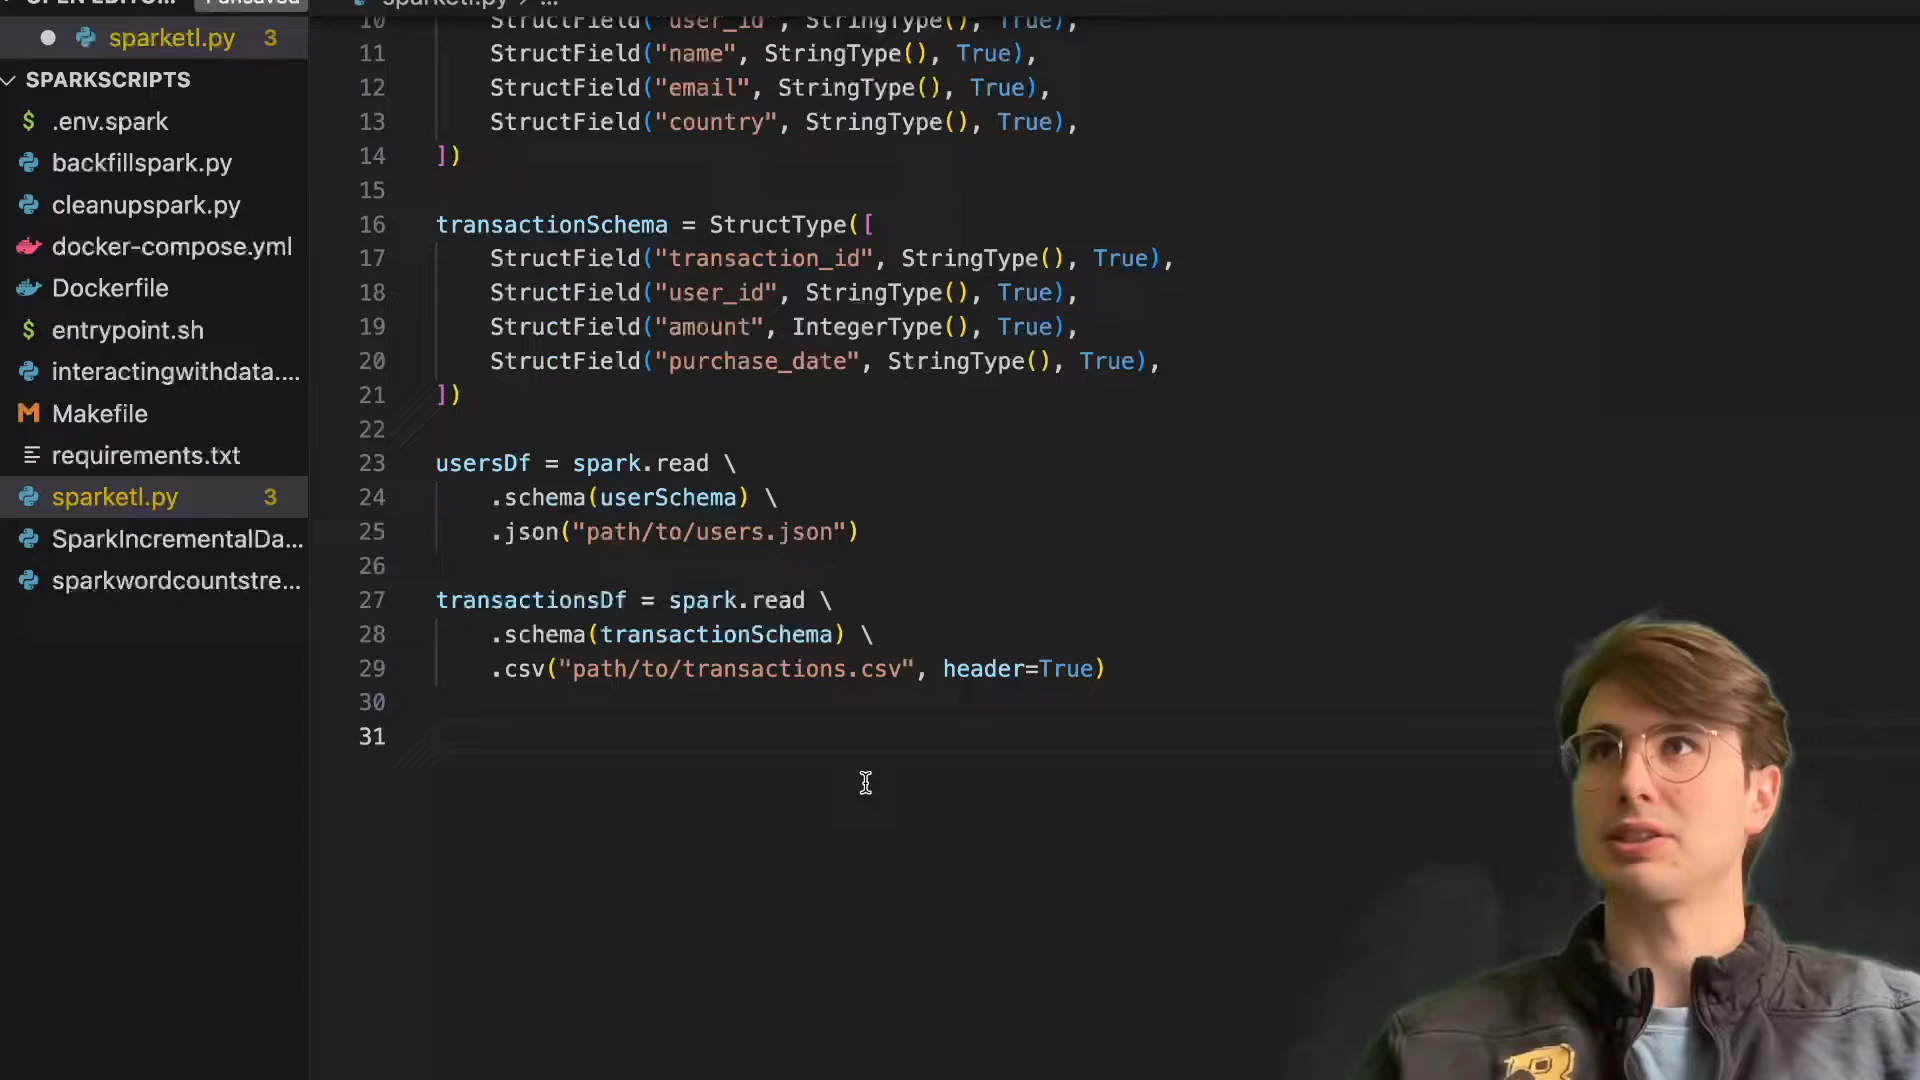 sparketl.py
3
SPARKSCRIPTS
.env.spark
backfillspark.py
cleanupspark.py
docker-compose.yml
Dockerfile
entrypoint.sh
interactingwithdata....
Makefile
requirements.txt
sparketl.py
3
SparkIncrementalDa...
sparkwordcountstre...
10 StructField("user_id", StringType(), True),
11 StructField("name", StringType(), True),
12 StructField("email", StringType(), True),
13 StructField("country", StringType(), True),
14 ])
15
16 transactionSchema = StructType([
17 StructField("transaction_id", StringType(), True),
18 StructField("user_id", StringType(), True),
19 StructField("amount", IntegerType(), True),
20 StructField("purchase_date", StringType(), True),
21 ])
22
23 usersDf = spark.read \
24 .schema(userSchema) \
25 .json("path/to/users.json")
26
27 transactionsDf = spark.read \
28 .schema(transactionSchema) \
29 .csv("path/to/transactions.csv", header=True)
30
31